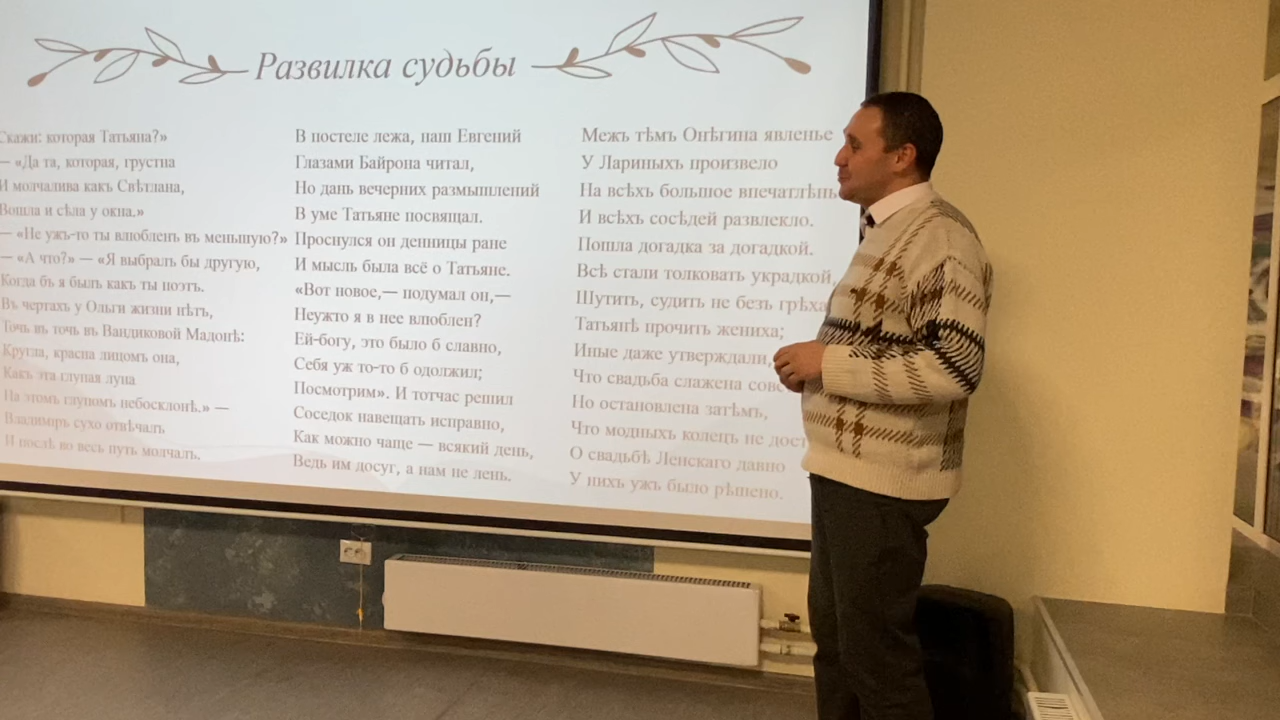 Развилка судьбы
Скажи: которая Татьяна?»
— «Да та, которая, грустна
И молчалива какъ Свѣтлана,
Вошла и сѣла у окна.»
— «Не ужъ-то ты влюбленъ въ меньшую?»
— «А что?» — «Я выбралъ бы другую,
Когда бъ я былъ какъ ты поэтъ.
Въ чертахъ у Ольги жизни нѣтъ,
Точь въ точь въ Вандиковой Мадонѣ:
Кругла, красна лицомъ она,
Какъ эта глупая луна
На этомъ глупомъ небосклонѣ.» —
Владиміръ сухо отвѣчалъ
И послѣ во весь путь молчалъ.
В постеле лежа, наш Евгений
Глазами Байрона читал,
Но дань вечерних размышлений
В уме Татьяне посвящал.
Проснулся он денницы ране
И мысль была всё о Татьяне.
«Вот новое,— подумал он,—
Неужто я в нее влюблен?
Ей-богу, это было б славно,
Себя уж то-то б одолжил;
Посмотрим». И тотчас решил
Соседок навещать исправно,
Как можно чаще — всякий день,
Ведь им досуг, а нам не лень.
Межъ тѣмъ Онѣгина явленье
У Лариныхъ произвело
На всѣхъ большое впечатлѣнь
И всѣхъ сосѣдей развлекло.
Пошла догадка за догадкой.
Всѣ стали толковать украдкой,
Шутить, судить не безъ грѣха
Татьянѣ прочить жениха;
Иные даже утверждали,
Что свадьба слажена сов
Но остановлена затѣмъ,
Что модныхъ колецъ не дост
О свадьбѣ Ленскаго давно
У нихъ ужъ было рѣшено.